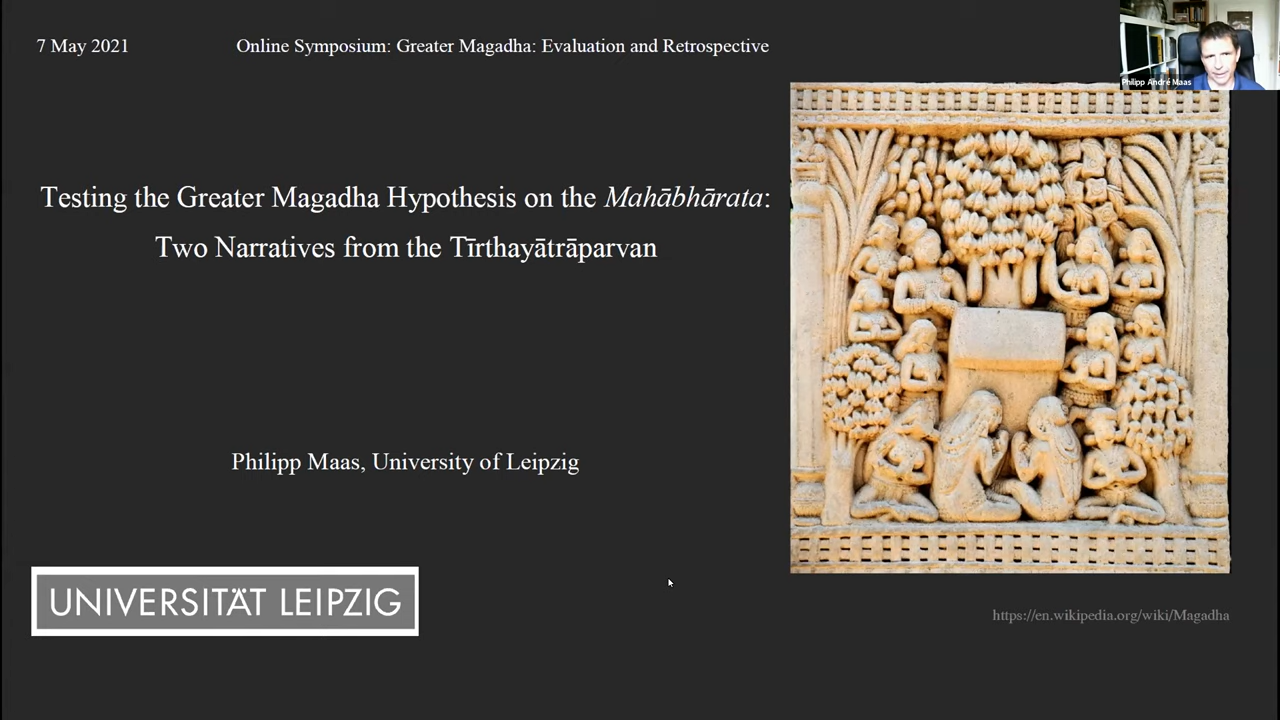 7 May 2021
Online Symposium: Greater Magadha: Evaluation and Retrospective
Philipp André Maas
Testing the Greater Magadha Hypothesis on the Mahābhārata:
Two Narratives from the Tīrthayātrāparvan
Philipp Maas, University of Leipzig
UNIVERSITÄT LEIPZIG
https://en.wikipedia.org/wiki/Magadha